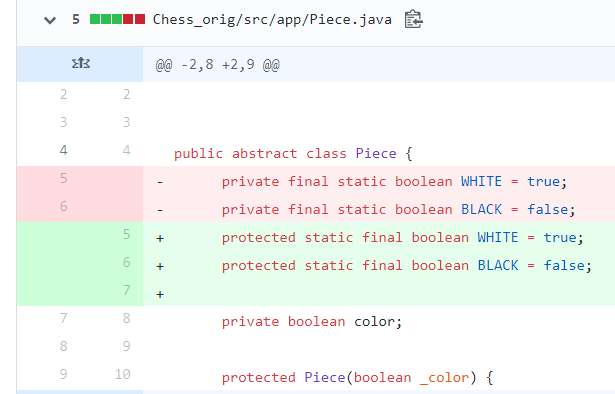 5 Chess_orig/src/app/Piece.java
@@ -2,8 +2,9 @@
2 2
3 3
4 4 public abstract class Piece {
5 - private final static boolean WHITE = true;
6 - private final static boolean BLACK = false;
5 + protected static final boolean WHITE = true;
6 + protected static final boolean BLACK = false;
7 +
7 8 private boolean color;
8 9
9 10 protected Piece(boolean _color) {